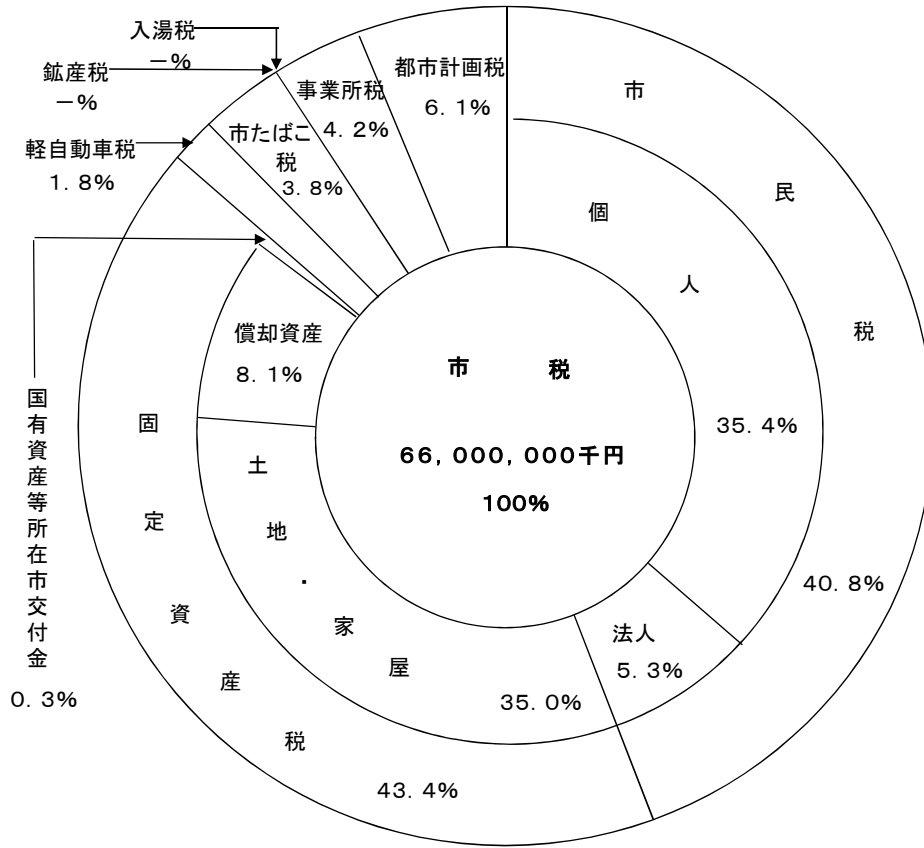 入湯税
－%
鉱産税
－%
軽自動車税
1．8%
市たばこ
税
3．8%
事業所税
4．2%
都市計画税
6．1%
市民税
40．8%
個人
35．4%
法人
5．3%
市　税
66，000，000千円
100%
償却資産
8．1%
土地・家屋
35．0%
固定資産税
43．4%
国有資産等所在市交付金
0．3%